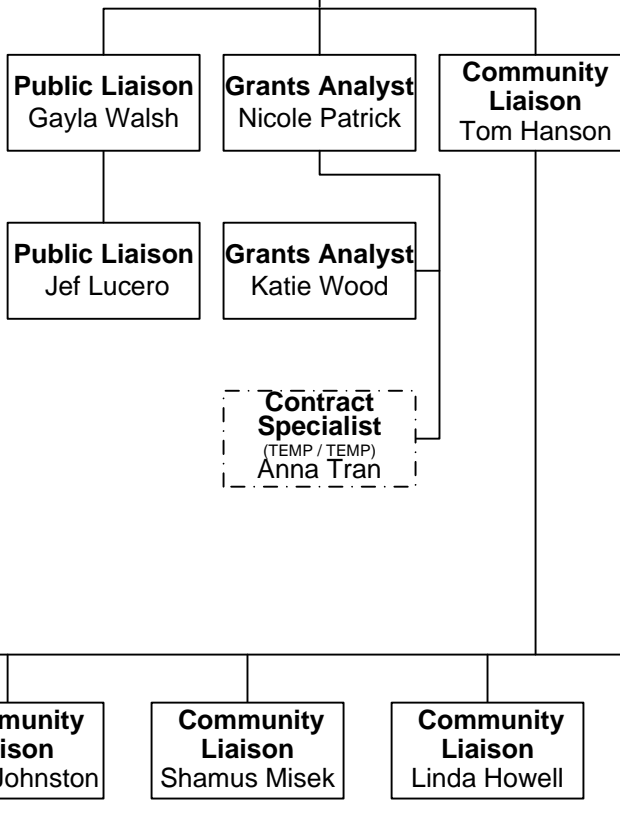 Public Liaison
Gayla Walsh
Grants Analyst
Nicole Patrick
Community
Liaison
Tom Hanson
Public Liaison
Jef Lucero
Grants Analyst
Katie Wood
Contract
Specialist
(TEMP / TEMP)
Anna Tran
Johnston
Community
Liaison
Shamus Misek
Community
Liaison
Linda Howell